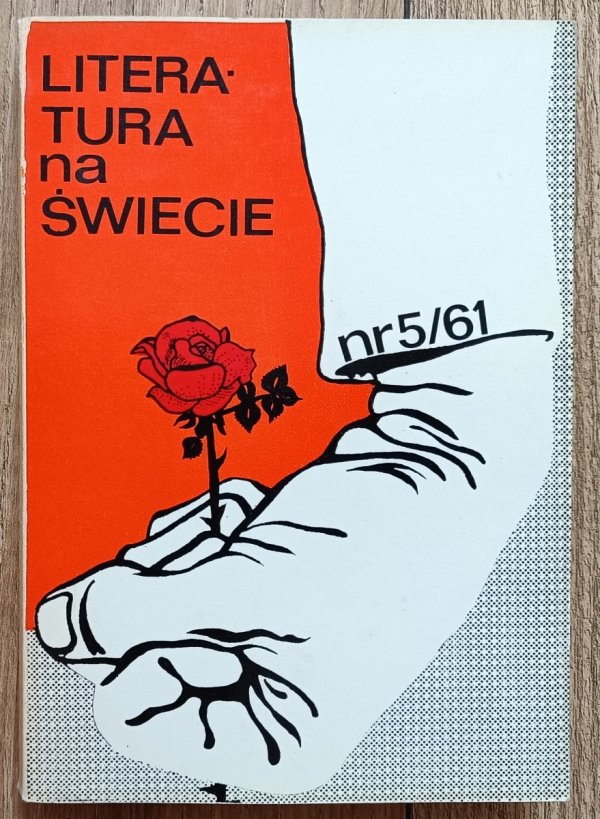 LITERA-
TURA
na
ŚWIECIE
nr 5/61